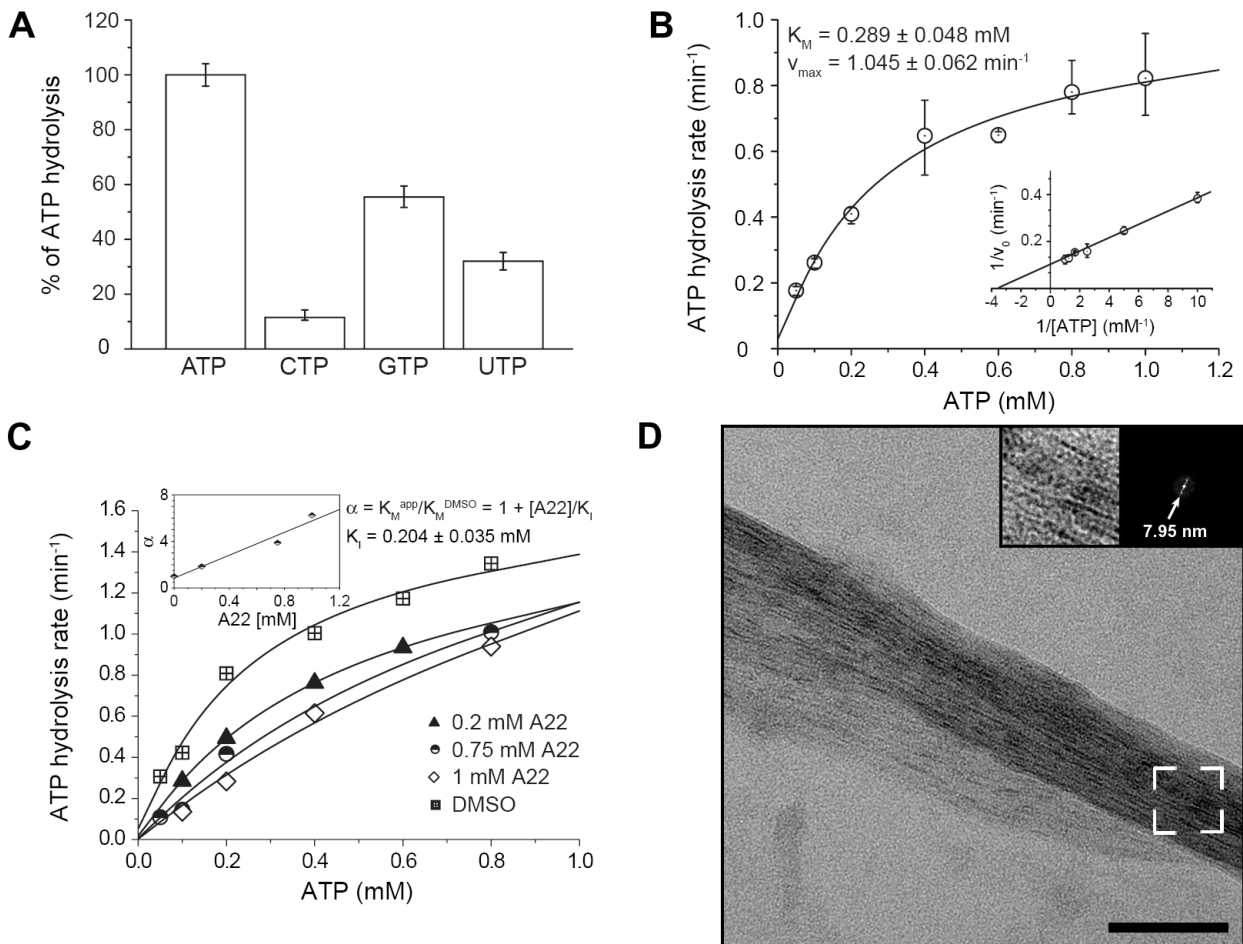 A
% of ATP hydrolysis
120
100
80
60
40
20
0
ATP CTP GTP UTP
B
K_M = 0.289 ± 0.048 mM
v_max = 1.045 ± 0.062 min⁻¹
ATP hydrolysis rate (min⁻¹)
1.0
0.8
0.6
0.4
0.2
0
0 0.2 0.4 0.6 0.8 1.0 1.2
ATP (mM)
1/v₀ (min⁻¹)
0.4
0.2
-4 -2 0 2 4 6 8 10
1/[ATP] (mM⁻¹)
C
α = K_M^app/K_M^DMSO = 1 + [A22]/K_I
K_I = 0.204 ± 0.035 mM
α
8
4
0
0.0 0.4 0.8 1.2
A22 [mM]
ATP hydrolysis rate (min⁻¹)
1.6
1.4
1.2
1.0
0.8
0.6
0.4
0.2
0.0
0.2 mM A22
0.75 mM A22
1 mM A22
DMSO
0.0 0.2 0.4 0.6 0.8 1.0
ATP (mM)
D
7.95 nm